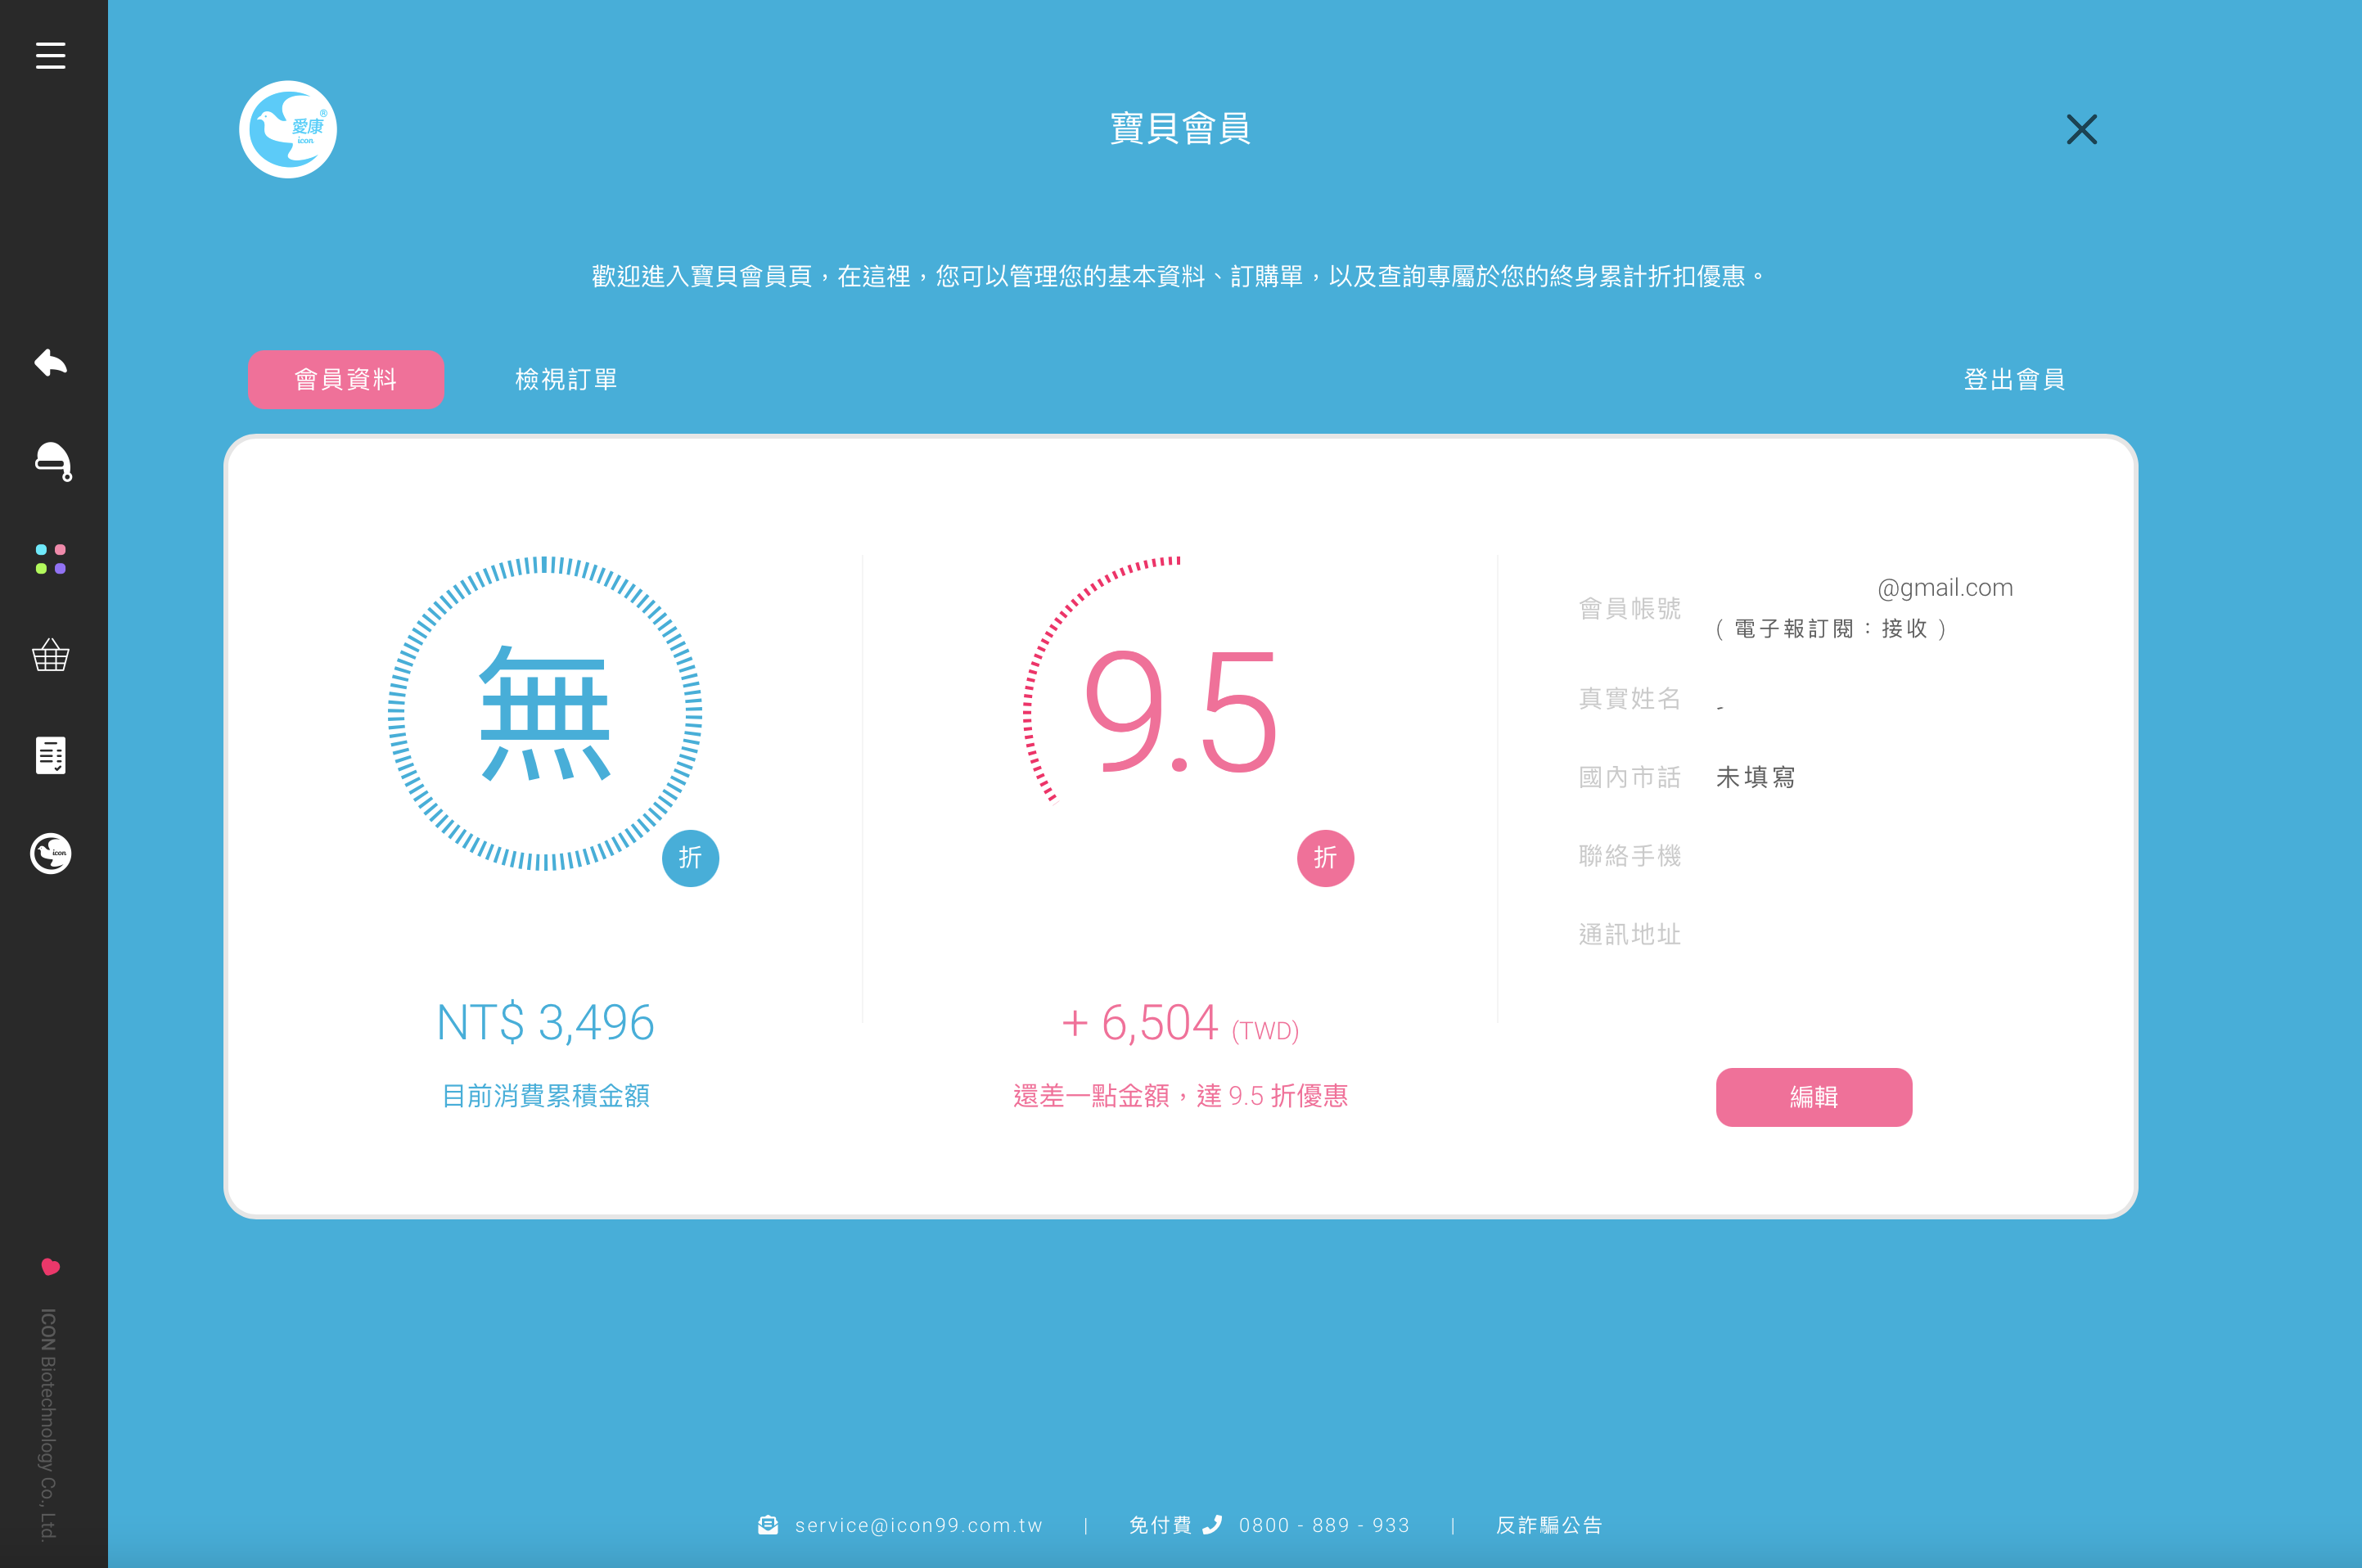 愛康®
icon
寶貝會員
歡迎進入寶貝會員頁，在這裡，您可以管理您的基本資料、訂購單，以及查詢專屬於您的終身累計折扣優惠。
會員資料
檢視訂單
登出會員
無
折
NT$ 3,496
目前消費累積金額
9.5
折
+ 6,504 (TWD)
還差一點金額，達 9.5 折優惠
會員帳號
@gmail.com
( 電子報訂閱：接收 )
真實姓名
國內市話 未填寫
聯絡手機
通訊地址
編輯
icon
ICON Biotechnology Co., Ltd.
service@icon99.com.tw | 免付費 0800 - 889 - 933 | 反詐騙公告